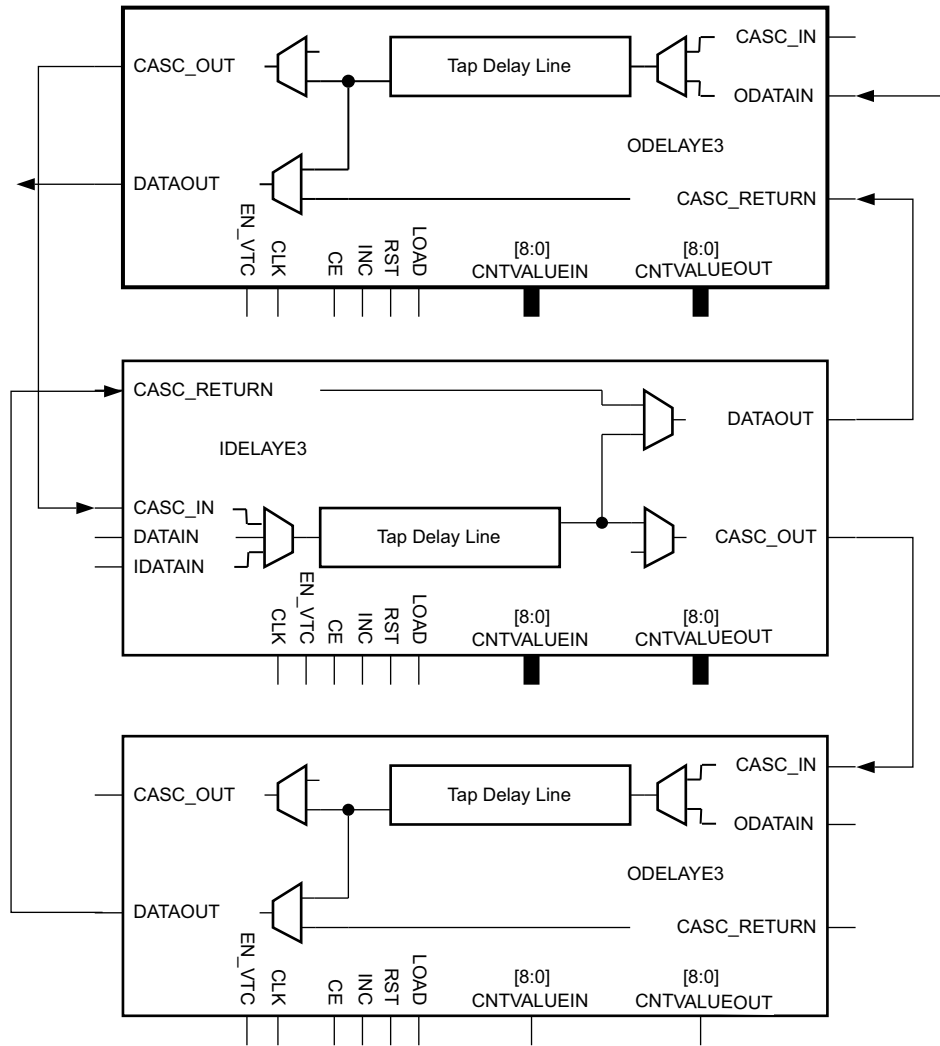 CASC_OUT
Tap Delay Line
CASC_IN
ODATAIN
ODELAYE3
DATAOUT
CASC_RETURN
EN_VTC
CLK
CE
INC
RST
LOAD
[8:0]
CNTVALUEIN
[8:0]
CNTVALUEOUT
CASC_RETURN
DATAOUT
IDELAYE3
CASC_IN
DATAIN
IDATAIN
Tap Delay Line
CASC_OUT
CLK
EN_VTC
CE
INC
RST
LOAD
[8:0]
CNTVALUEIN
[8:0]
CNTVALUEOUT
CASC_OUT
Tap Delay Line
CASC_IN
ODATAIN
ODELAYE3
DATAOUT
CASC_RETURN
EN_VTC
CLK
CE
INC
RST
LOAD
[8:0]
CNTVALUEIN
[8:0]
CNTVALUEOUT